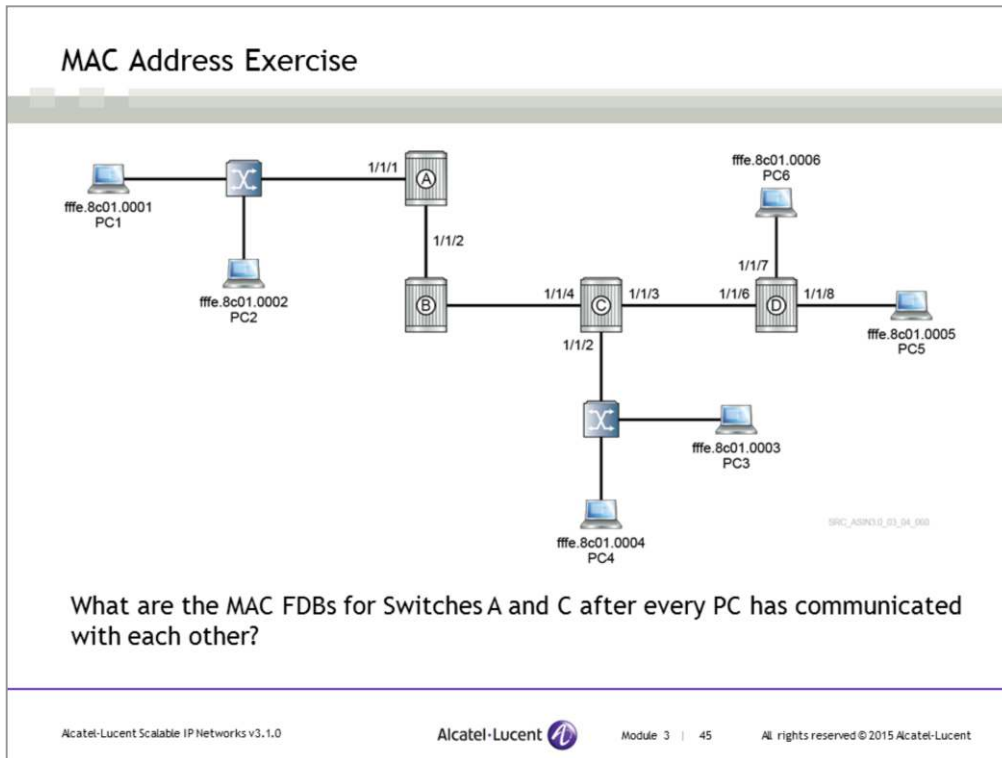 MAC Address Exercise
fffe.8c01.0006
PC6
1/1/1
A
fffe.8c01.0001
PC1
1/1/2
1/1/7
fffe.8c01.0002
PC2
B
1/1/4
C
1/1/3
1/1/6
D
1/1/8
fffe.8c01.0005
PC5
1/1/2
fffe.8c01.0003
PC3
fffe.8c01.0004
PC4
What are the MAC FDBs for Switches A and C after every PC has communicated
with each other?
Alcatel-Lucent Scalable IP Networks v3.1.0
Alcatel·Lucent
Module 3 | 45
All rights reserved © 2015 Alcatel-Lucent